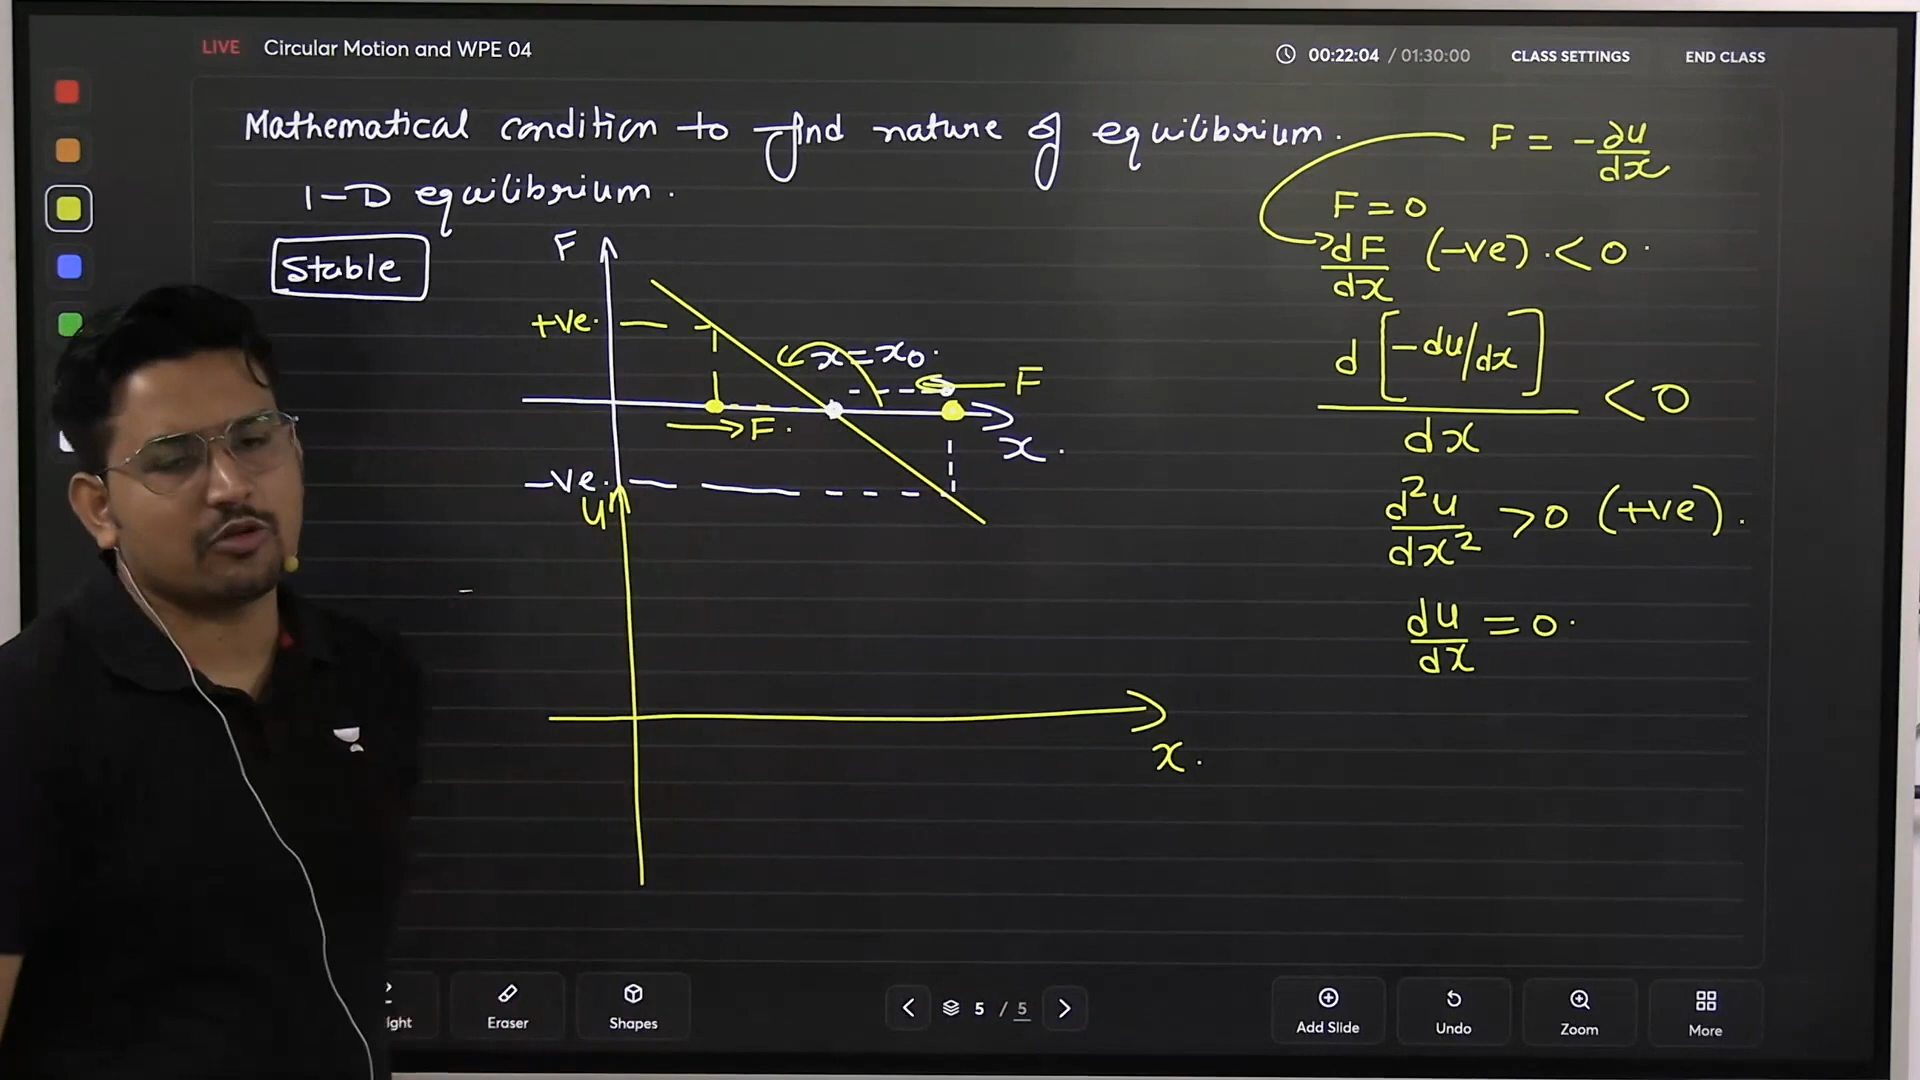 LIVE Circular Motion and WPE 04
00:22:04 / 01:30:00 CLASS SETTINGS END CLASS
Mathematical condition to find nature of equilibrium.
1-D equilibrium.
Stable
F
+ve.
x = x₀.
F
F.
x.
-ve.
U
x.
F = -∂U/dx
F = 0
dF/dx (-ve) . < 0 .
d[-du/dx]/dx < 0
d²u/dx² > 0 (+ve).
du/dx = 0.
Eraser
Shapes
5 / 5
Add Slide
Undo
Zoom
More